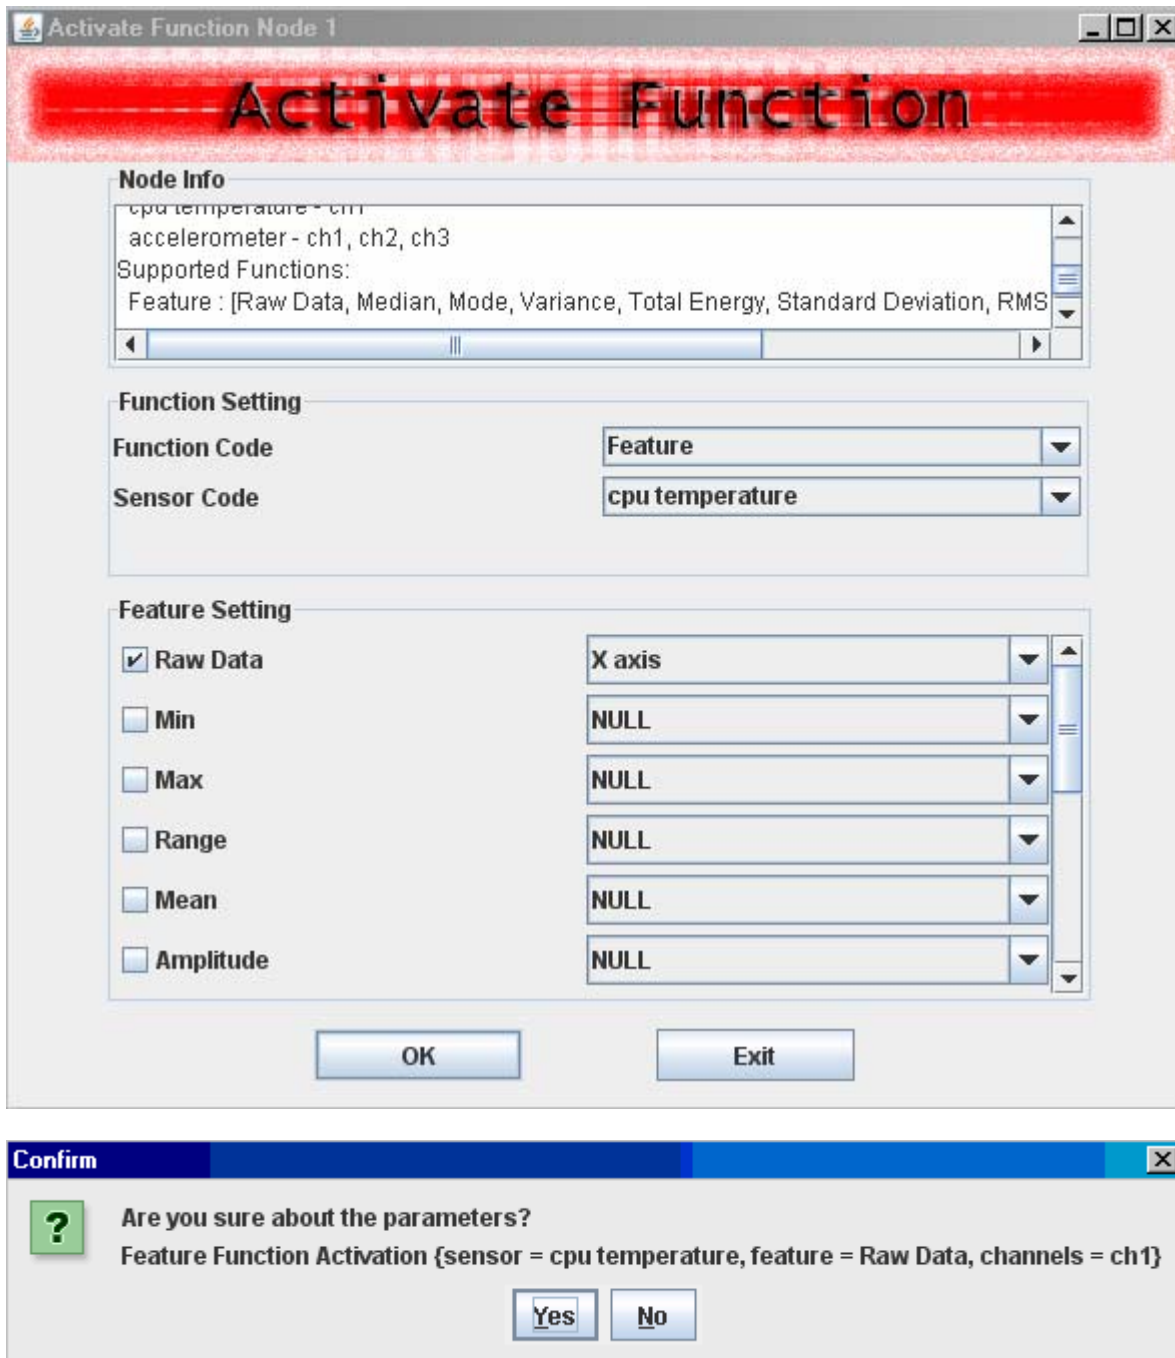 Activate Function Node 1
Activate Function
Node Info
cpu temperature - ch1
accelerometer - ch1, ch2, ch3
Supported Functions:
Feature : [Raw Data, Median, Mode, Variance, Total Energy, Standard Deviation, RMS
Function Setting
Function Code Feature
Sensor Code cpu temperature
Feature Setting
Raw Data X axis
Min NULL
Max NULL
Range NULL
Mean NULL
Amplitude NULL
OK Exit
Confirm
Are you sure about the parameters?
Feature Function Activation {sensor = cpu temperature, feature = Raw Data, channels = ch1}
Yes No